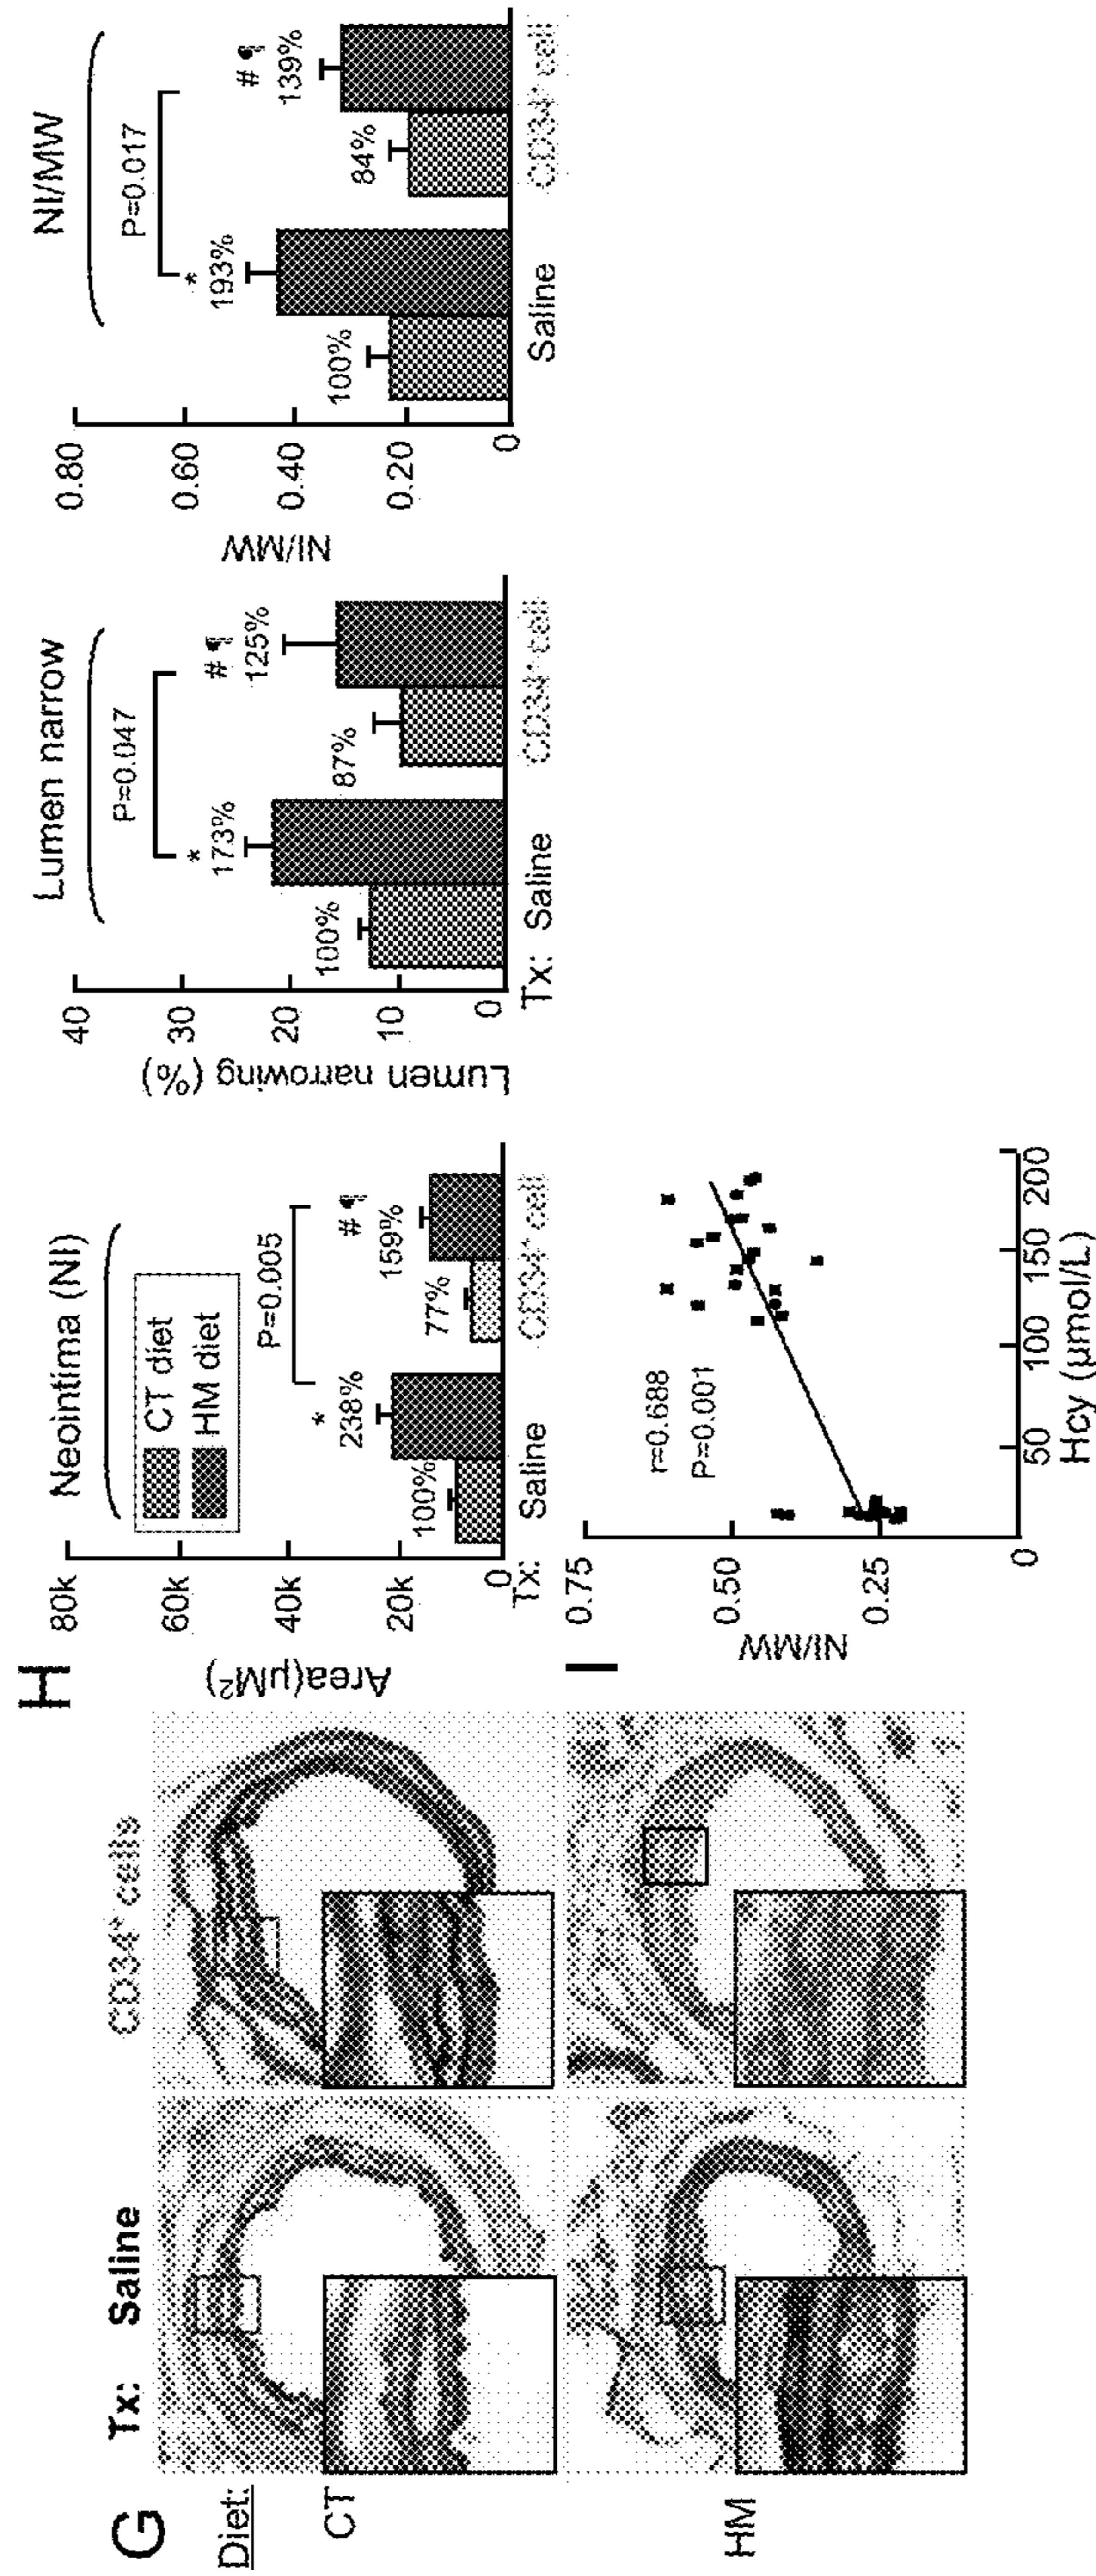 G
Tx: Saline
CD34⁺ cells
Diet:
CT
HM
H
Neointima (NI)
CT diet
HM diet
P=0.005
Area(µM²)
80k
60k
40k
20k
0
100%
*
238%
77%
# ¶
159%
Tx: Saline
CD34⁺ cell
Lumen narrow
P=0.047
Lumen narrowing (%)
40
30
20
10
0
100%
*
173%
87%
# ¶
125%
Tx: Saline
CD34⁺ cell
NI/MW
P=0.017
NI/MW
0.80
0.60
0.40
0.20
0
100%
*
193%
84%
# ¶
139%
Saline
CD34⁺ cell
I
NI/MW
0.75
0.50
0.25
0
r=0.688
P=0.001
50 100 150 200
Hcy (µmol/L)